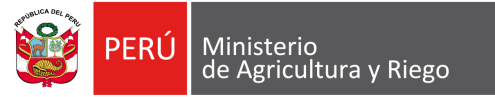 REPÚBLICA DEL PERÚ
PERÚ
Ministerio
de Agricultura y Riego